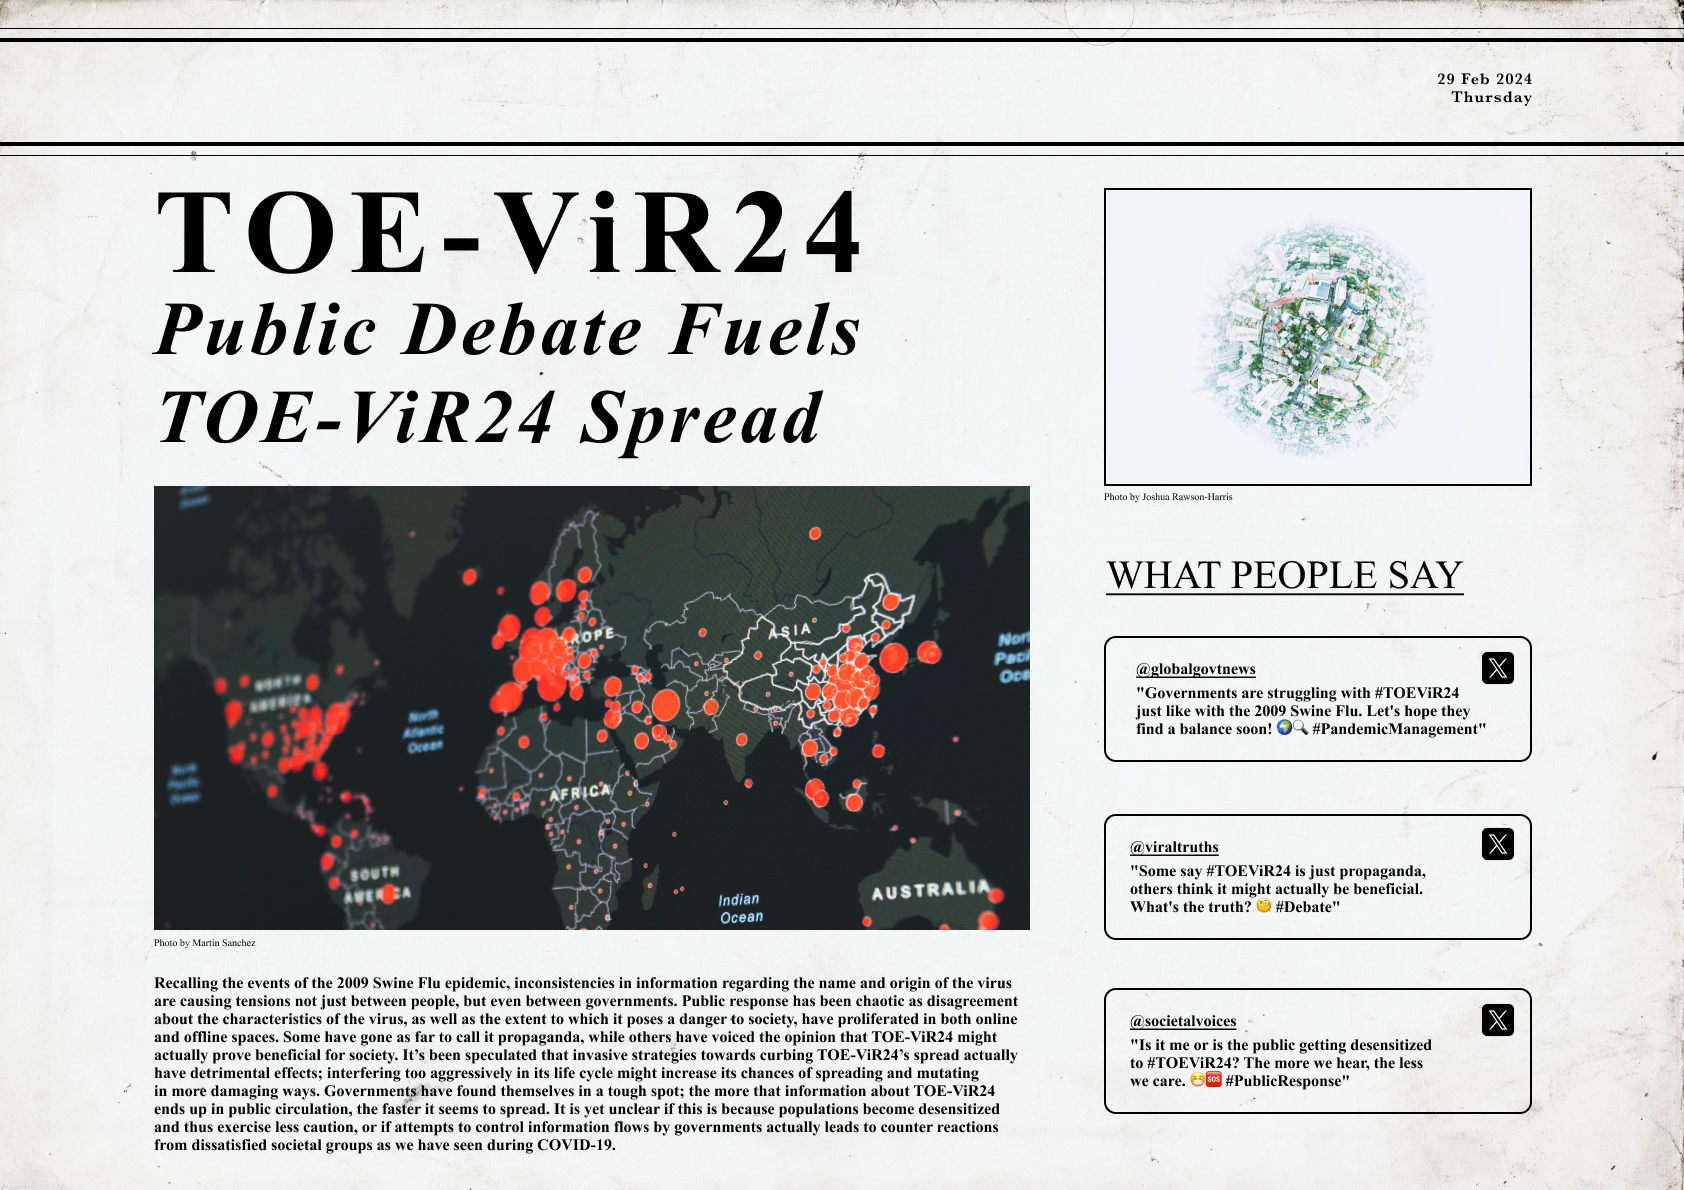 29 Feb 2024
Thursday
TOE-ViR24
Public Debate Fuels
TOE-ViR24 Spread
NORTH
AMERICA
North
Atlantic
Ocean
North
Pacific
Ocean
SOUTH
AMERICA
ROPE
AFRICA
ASIA
Indian
Ocean
AUSTRALIA
Nort
Paci
Oce
Photo by Martin Sanchez
Recalling the events of the 2009 Swine Flu epidemic, inconsistencies in information regarding the name and origin of the virus
are causing tensions not just between people, but even between governments. Public response has been chaotic as disagreement
about the characteristics of the virus, as well as the extent to which it poses a danger to society, have proliferated in both online
and offline spaces. Some have gone as far to call it propaganda, while others have voiced the opinion that TOE-ViR24 might
actually prove beneficial for society. It’s been speculated that invasive strategies towards curbing TOE-ViR24’s spread actually
have detrimental effects; interfering too aggressively in its life cycle might increase its chances of spreading and mutating
in more damaging ways. Governments have found themselves in a tough spot; the more that information about TOE-ViR24
ends up in public circulation, the faster it seems to spread. It is yet unclear if this is because populations become desensitized
and thus exercise less caution, or if attempts to control information flows by governments actually leads to counter reactions
from dissatisfied societal groups as we have seen during COVID-19.
Photo by Joshua Rawson-Harris
WHAT PEOPLE SAY
@globalgovtnews
"Governments are struggling with #TOEViR24
just like with the 2009 Swine Flu. Let's hope they
find a balance soon! 🌍🔍 #PandemicManagement"
@viraltruths
"Some say #TOEViR24 is just propaganda,
others think it might actually be beneficial.
What's the truth? 🧐 #Debate"
@societalvoices
"Is it me or is the public getting desensitized
to #TOEViR24? The more we hear, the less
we care. 😷🆘 #PublicResponse"